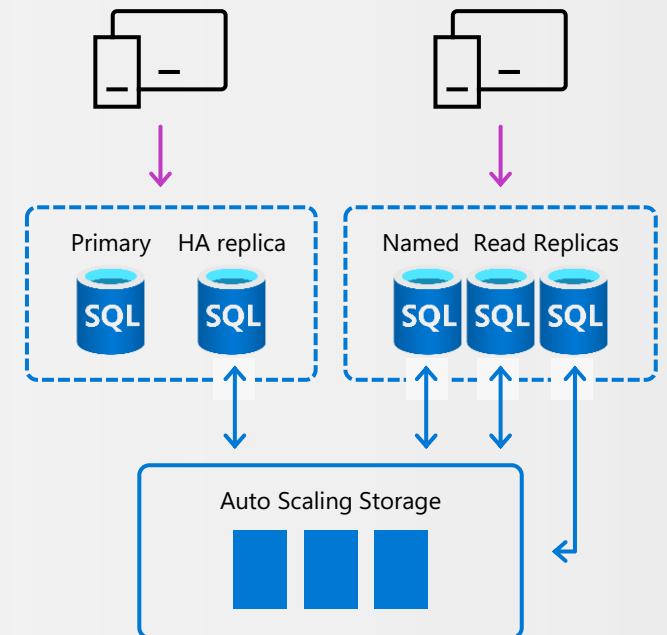 Primary HA replica
Named Read Replicas
SQL SQL
SQL SQL SQL
Auto Scaling Storage